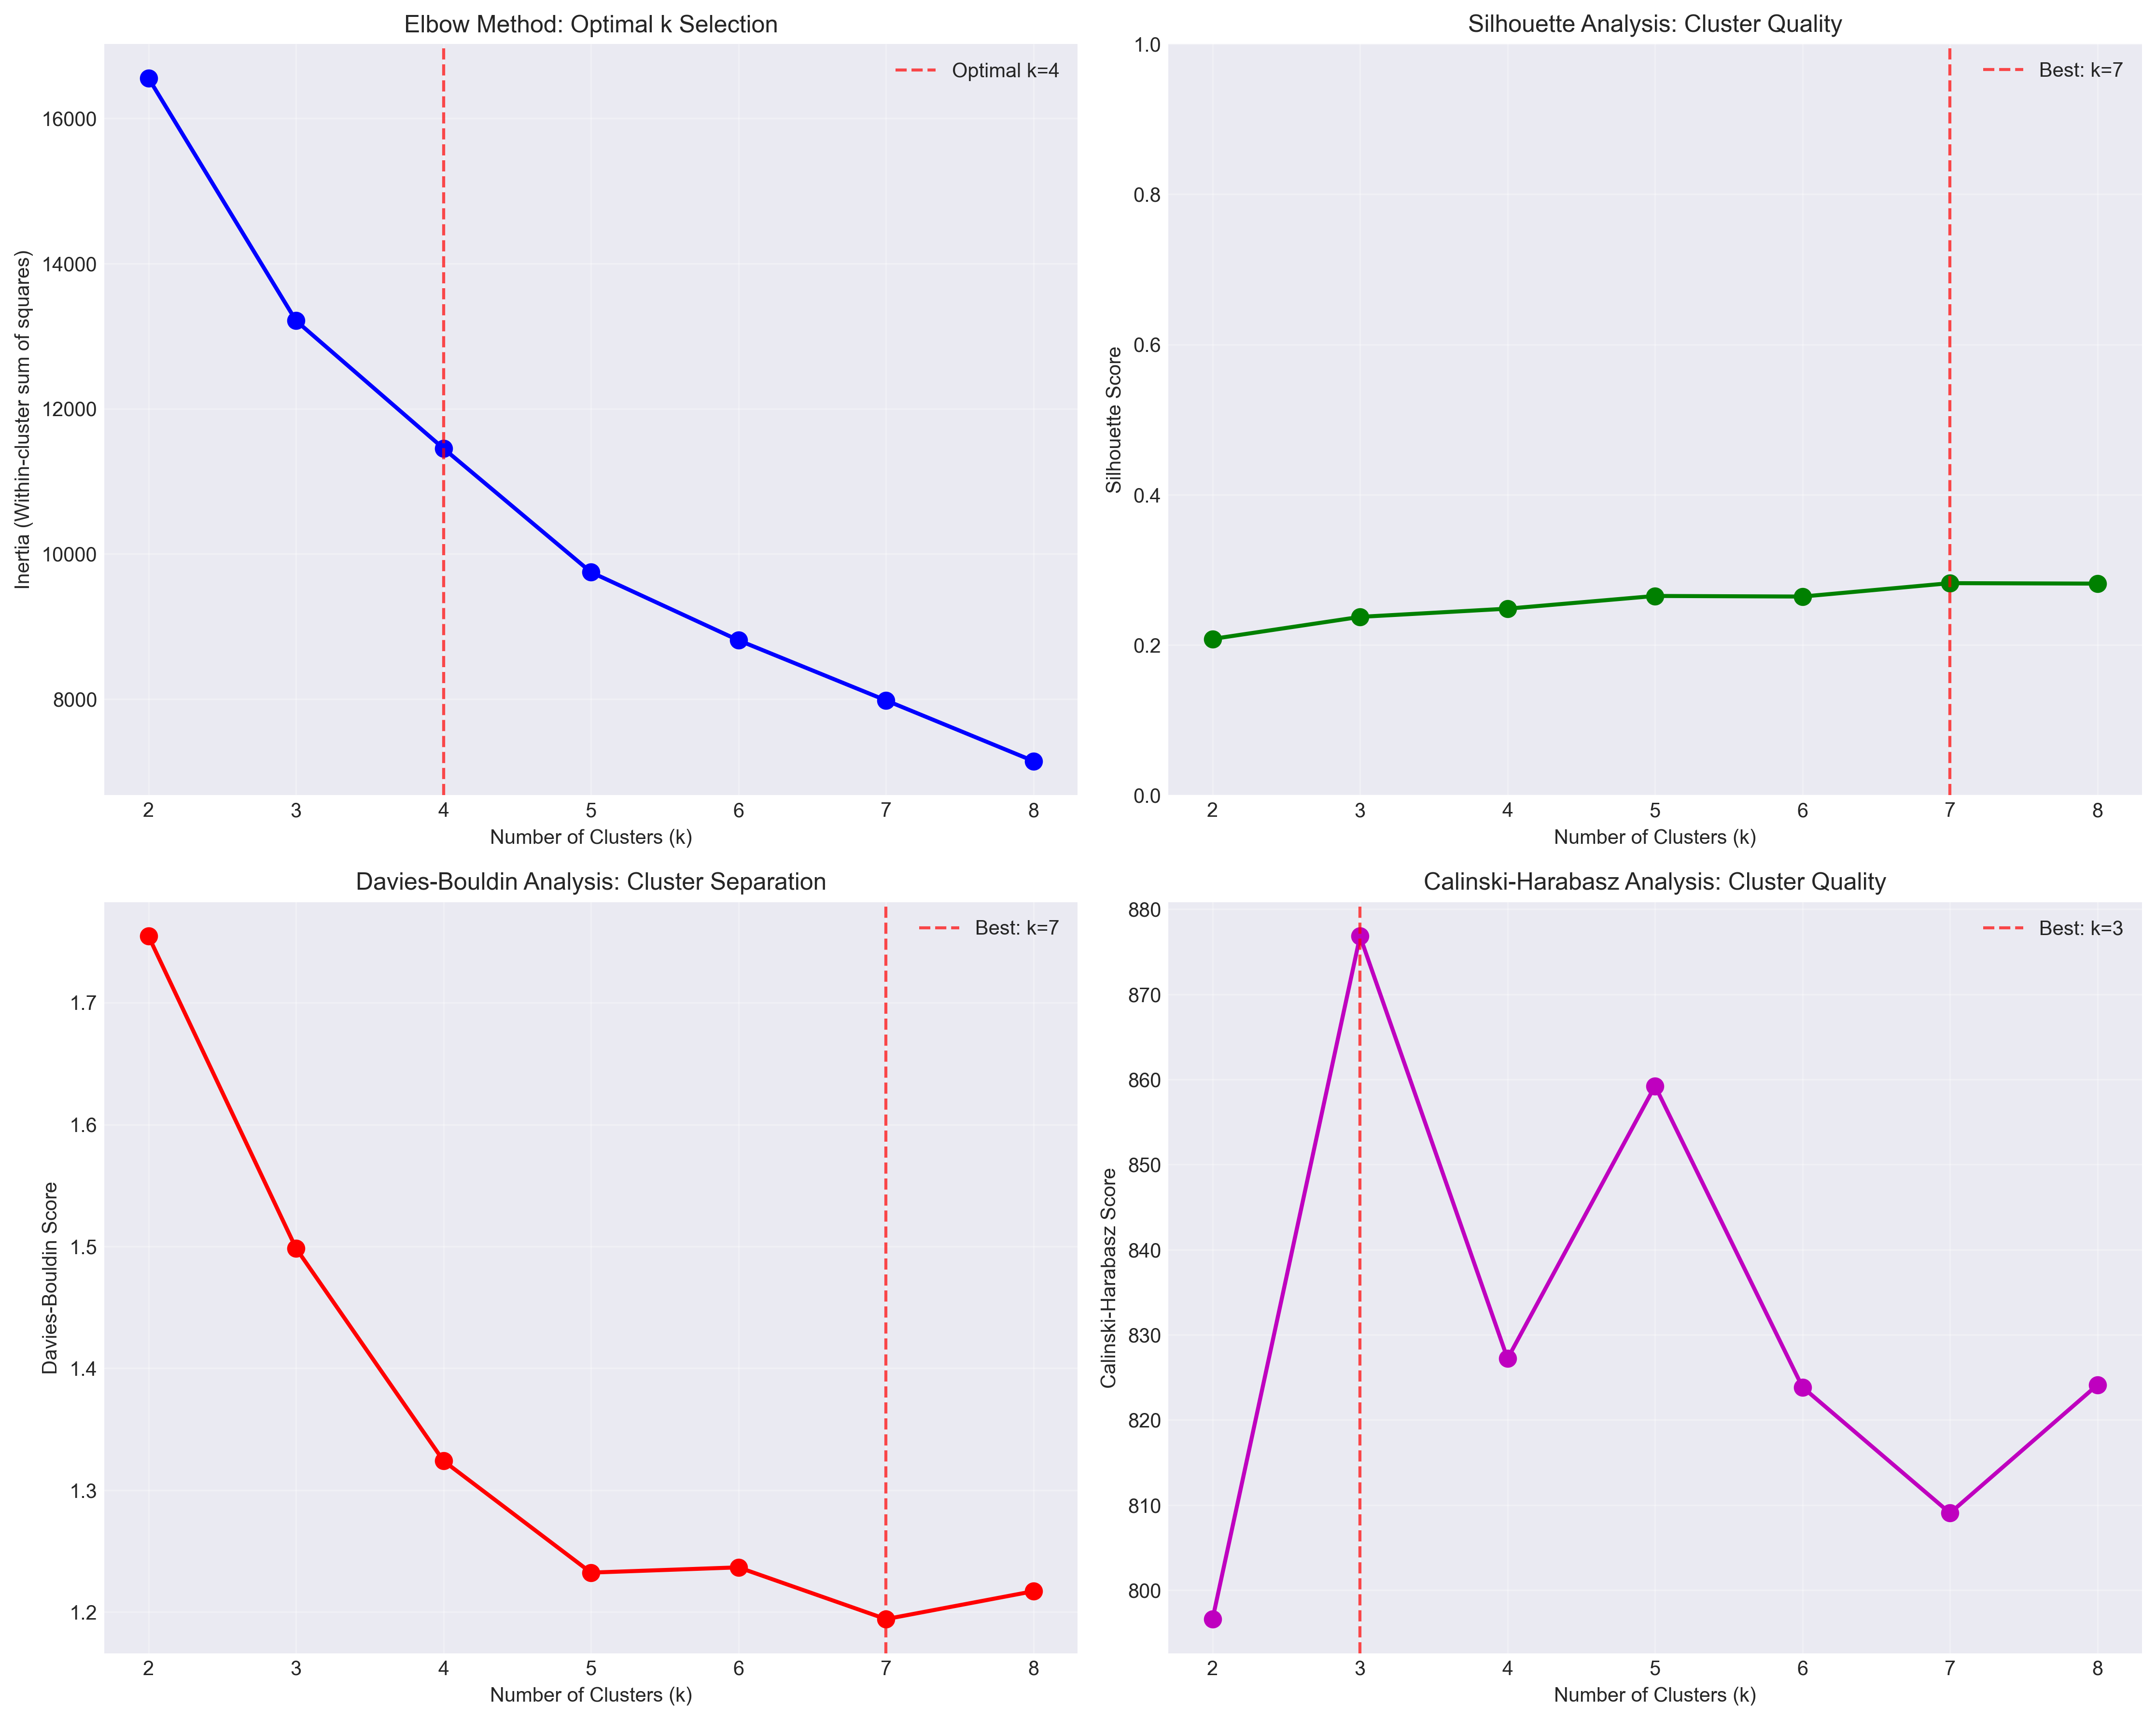 Elbow Method: Optimal k Selection
Optimal k=4
Inertia (Within-cluster sum of squares)
16000
14000
12000
10000
8000
2 3 4 5 6 7 8
Number of Clusters (k)
Silhouette Analysis: Cluster Quality
Best: k=7
Silhouette Score
1.0
0.8
0.6
0.4
0.2
0.0
2 3 4 5 6 7 8
Number of Clusters (k)
Davies-Bouldin Analysis: Cluster Separation
Best: k=7
Davies-Bouldin Score
1.7
1.6
1.5
1.4
1.3
1.2
2 3 4 5 6 7 8
Number of Clusters (k)
Calinski-Harabasz Analysis: Cluster Quality
Best: k=3
Calinski-Harabasz Score
880
870
860
850
840
830
820
810
800
2 3 4 5 6 7 8
Number of Clusters (k)